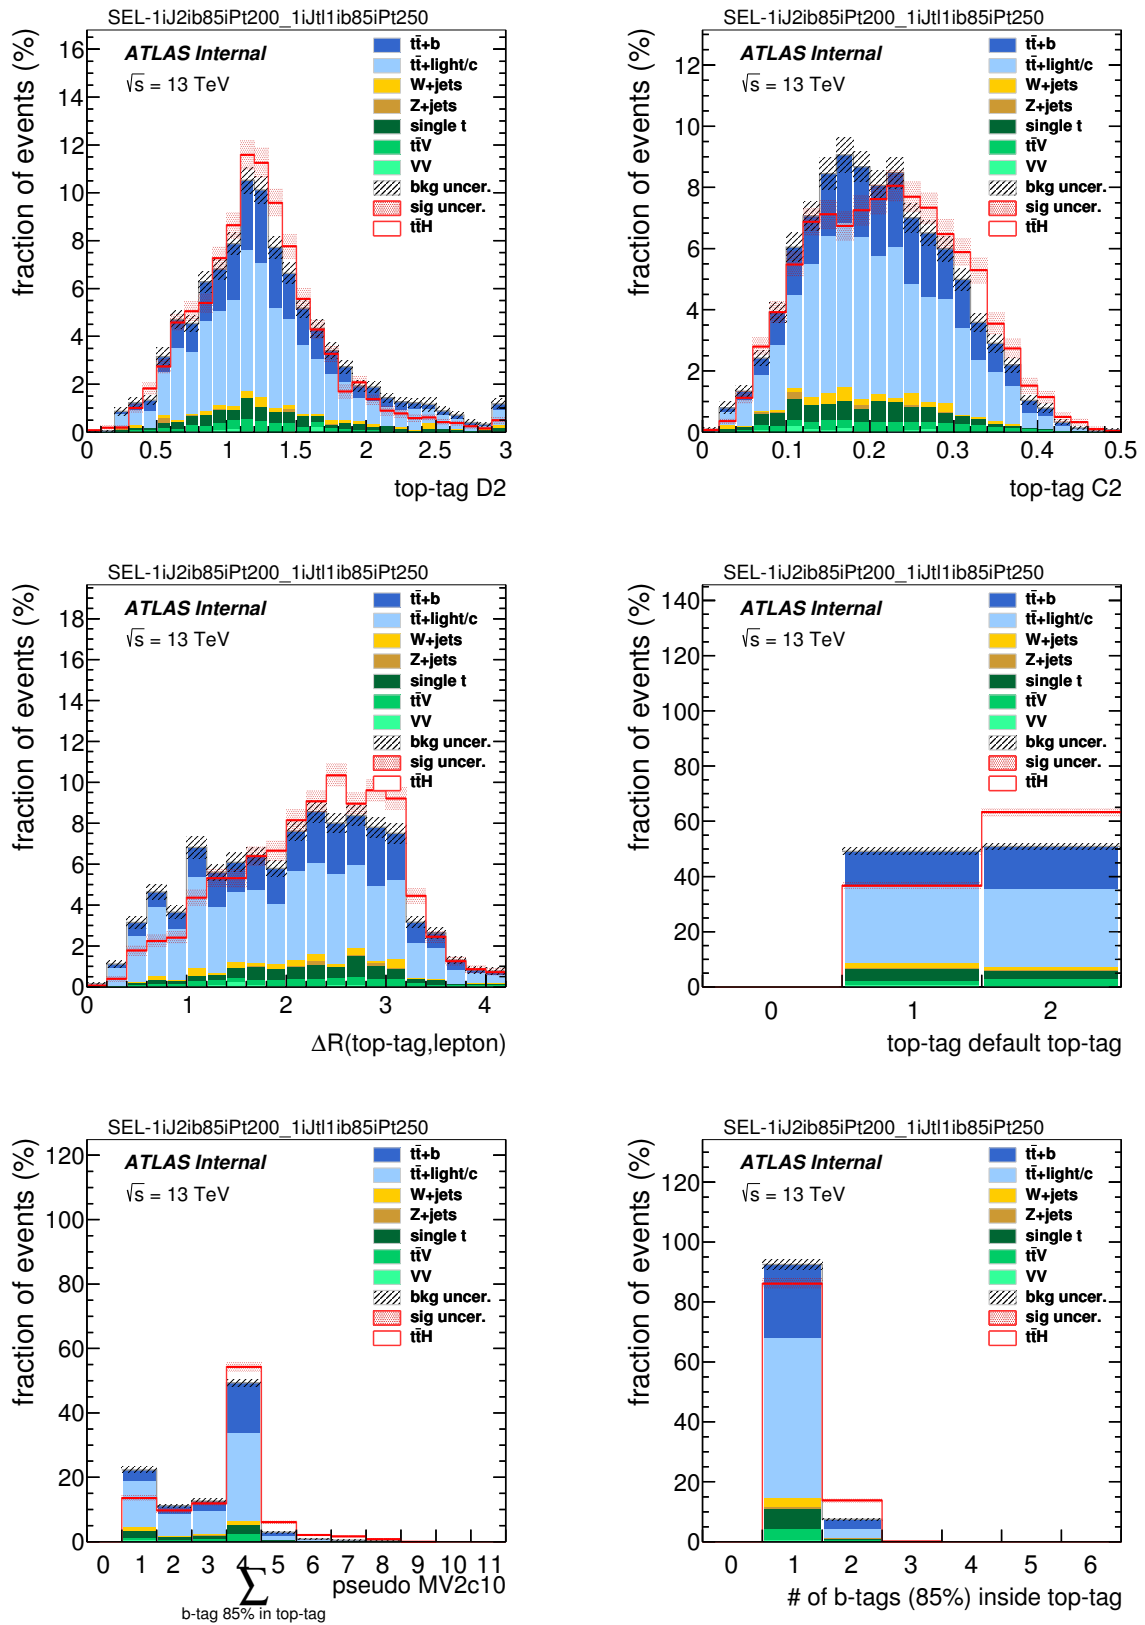 SEL-1iJ2ib85iPt200_1iJtl1ib85iPt250
fraction of events (%)
ATLAS Internal
√s = 13 TeV
tt̄+b
tt̄+light/c
W+jets
Z+jets
single t
tt̄V
VV
bkg uncer.
sig uncer.
tt̄H
16
14
12
10
8
6
4
2
0
0 0.5 1 1.5 2 2.5 3
top-tag D2
SEL-1iJ2ib85iPt200_1iJtl1ib85iPt250
fraction of events (%)
ATLAS Internal
√s = 13 TeV
tt̄+b
tt̄+light/c
W+jets
Z+jets
single t
tt̄V
VV
bkg uncer.
sig uncer.
tt̄H
12
10
8
6
4
2
0
0 0.1 0.2 0.3 0.4 0.5
top-tag C2
SEL-1iJ2ib85iPt200_1iJtl1ib85iPt250
fraction of events (%)
ATLAS Internal
√s = 13 TeV
tt̄+b
tt̄+light/c
W+jets
Z+jets
single t
tt̄V
VV
bkg uncer.
sig uncer.
tt̄H
18
16
14
12
10
8
6
4
2
0
0 1 2 3 4
ΔR(top-tag,lepton)
SEL-1iJ2ib85iPt200_1iJtl1ib85iPt250
fraction of events (%)
ATLAS Internal
√s = 13 TeV
tt̄+b
tt̄+light/c
W+jets
Z+jets
single t
tt̄V
VV
bkg uncer.
sig uncer.
tt̄H
140
120
100
80
60
40
20
0
0 1 2
top-tag default top-tag
SEL-1iJ2ib85iPt200_1iJtl1ib85iPt250
fraction of events (%)
ATLAS Internal
√s = 13 TeV
tt̄+b
tt̄+light/c
W+jets
Z+jets
single t
tt̄V
VV
bkg uncer.
sig uncer.
tt̄H
120
100
80
60
40
20
0
0 1 2 3 4 5 6 7 8 9 10 11
∑ pseudo MV2c10
b-tag 85% in top-tag
SEL-1iJ2ib85iPt200_1iJtl1ib85iPt250
fraction of events (%)
ATLAS Internal
√s = 13 TeV
tt̄+b
tt̄+light/c
W+jets
Z+jets
single t
tt̄V
VV
bkg uncer.
sig uncer.
tt̄H
120
100
80
60
40
20
0
0 1 2 3 4 5 6
# of b-tags (85%) inside top-tag